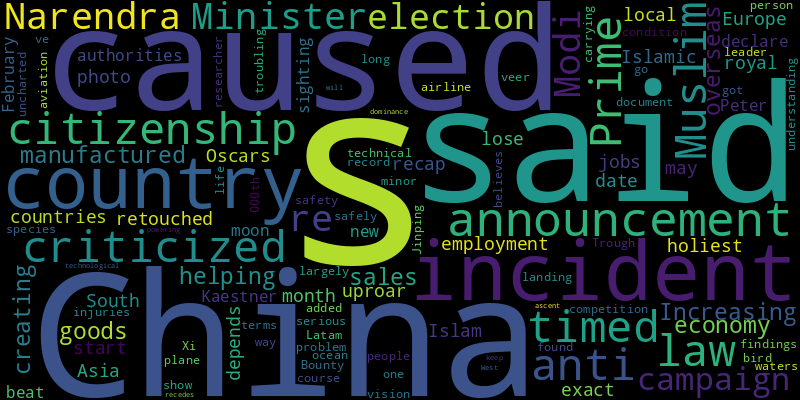 Narendra Minister election
caused
Modi
Prime
local
person
Europe
condition
declare
Muslim
overseas
carrying
Islamic
leader
royal
go
got
document
Peter
understanding
February
ve
uncharted
aviation
authorities
photo
researcher
troubling
sighting
long
airline
veer
will
dominance
citizenship
S
said
manufactured
Oscars
technical
record
recap
minor
lose
believes
jobs
date
may
country
life
000th
countries
retouched
re
safety
safely
new
announcement
species
moon
powering
Jinping
criticized
employment
Trough
holiest
technological
largely
incident
landing
creating
China
helping
Kaestner
month
sales
uproar
South
injuries
goods
start
Asia
Xi
plane
depends
terms
way
added
serious
Latam
problem
ocean
Bounty
course
people
one
vision
Islam
keep
West
ascent
competition
timed
found
anti
law
Increasing
economy
findings
bird
waters
exact
campaign
beat
show
recedes